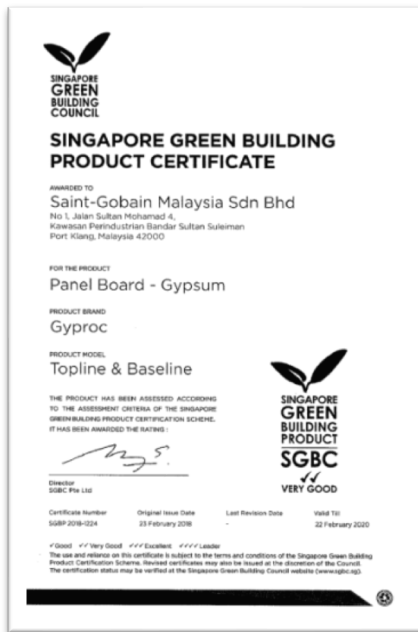 SINGAPORE
GREEN
BUILDING
COUNCIL
SINGAPORE GREEN BUILDING
PRODUCT CERTIFICATE
AWARDED TO
Saint-Gobain Malaysia Sdn Bhd
No 1, Jalan Sultan Mohamad 4,
Kawasan Perindustrian Bandar Sultan Suleiman
Port Klang, Malaysia 42000
FOR THE PRODUCT
Panel Board - Gypsum
PRODUCT BRAND
Gyproc
PRODUCT MODEL
Topline & Baseline
THE PRODUCT HAS BEEN ASSESSED ACCORDING
TO THE ASSESSMENT CRITERIA OF THE SINGAPORE
GREEN BUILDING PRODUCT CERTIFICATION SCHEME.
IT HAS BEEN AWARDED THE RATING :
Director
SGBC Pte Ltd
SINGAPORE
GREEN
BUILDING
PRODUCT
SGBC
✓✓
VERY GOOD
Certificate Number Original Issue Date Last Revision Date Valid Till
SGBP 2018-1224 23 February 2018 - 22 February 2020
✓Good ✓✓Very Good ✓✓✓Excellent ✓✓✓✓Leader
The use and reliance on this certificate is subject to the terms and conditions of the Singapore Green Building
Product Certification Scheme. Revised certificates may also be issued at the discretion of the Council.
The certification status may be verified at the Singapore Green Building Council website (www.sgbc.sg).